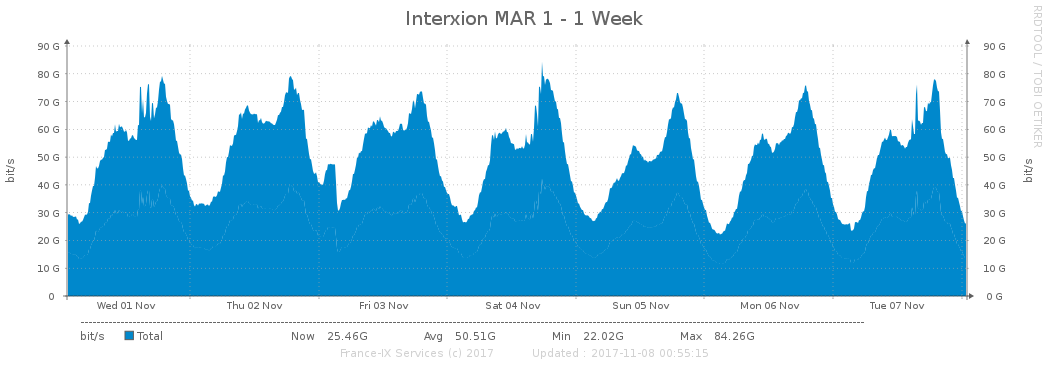 Interxion MAR 1 - 1 Week
RRDTOOL / TOBI OETIKER
90 G 90 G
80 G 80 G
70 G 70 G
60 G 60 G
50 G 50 G
40 G 40 G
30 G 30 G
20 G 20 G
10 G 10 G
0 0 G
bit/s bit/s
Wed 01 Nov Thu 02 Nov Fri 03 Nov Sat 04 Nov Sun 05 Nov Mon 06 Nov Tue 07 Nov
bit/s Total Now 25.46G Avg 50.51G Min 22.02G Max 84.26G
France-IX Services (c) 2017 Updated : 2017-11-08 00:55:15